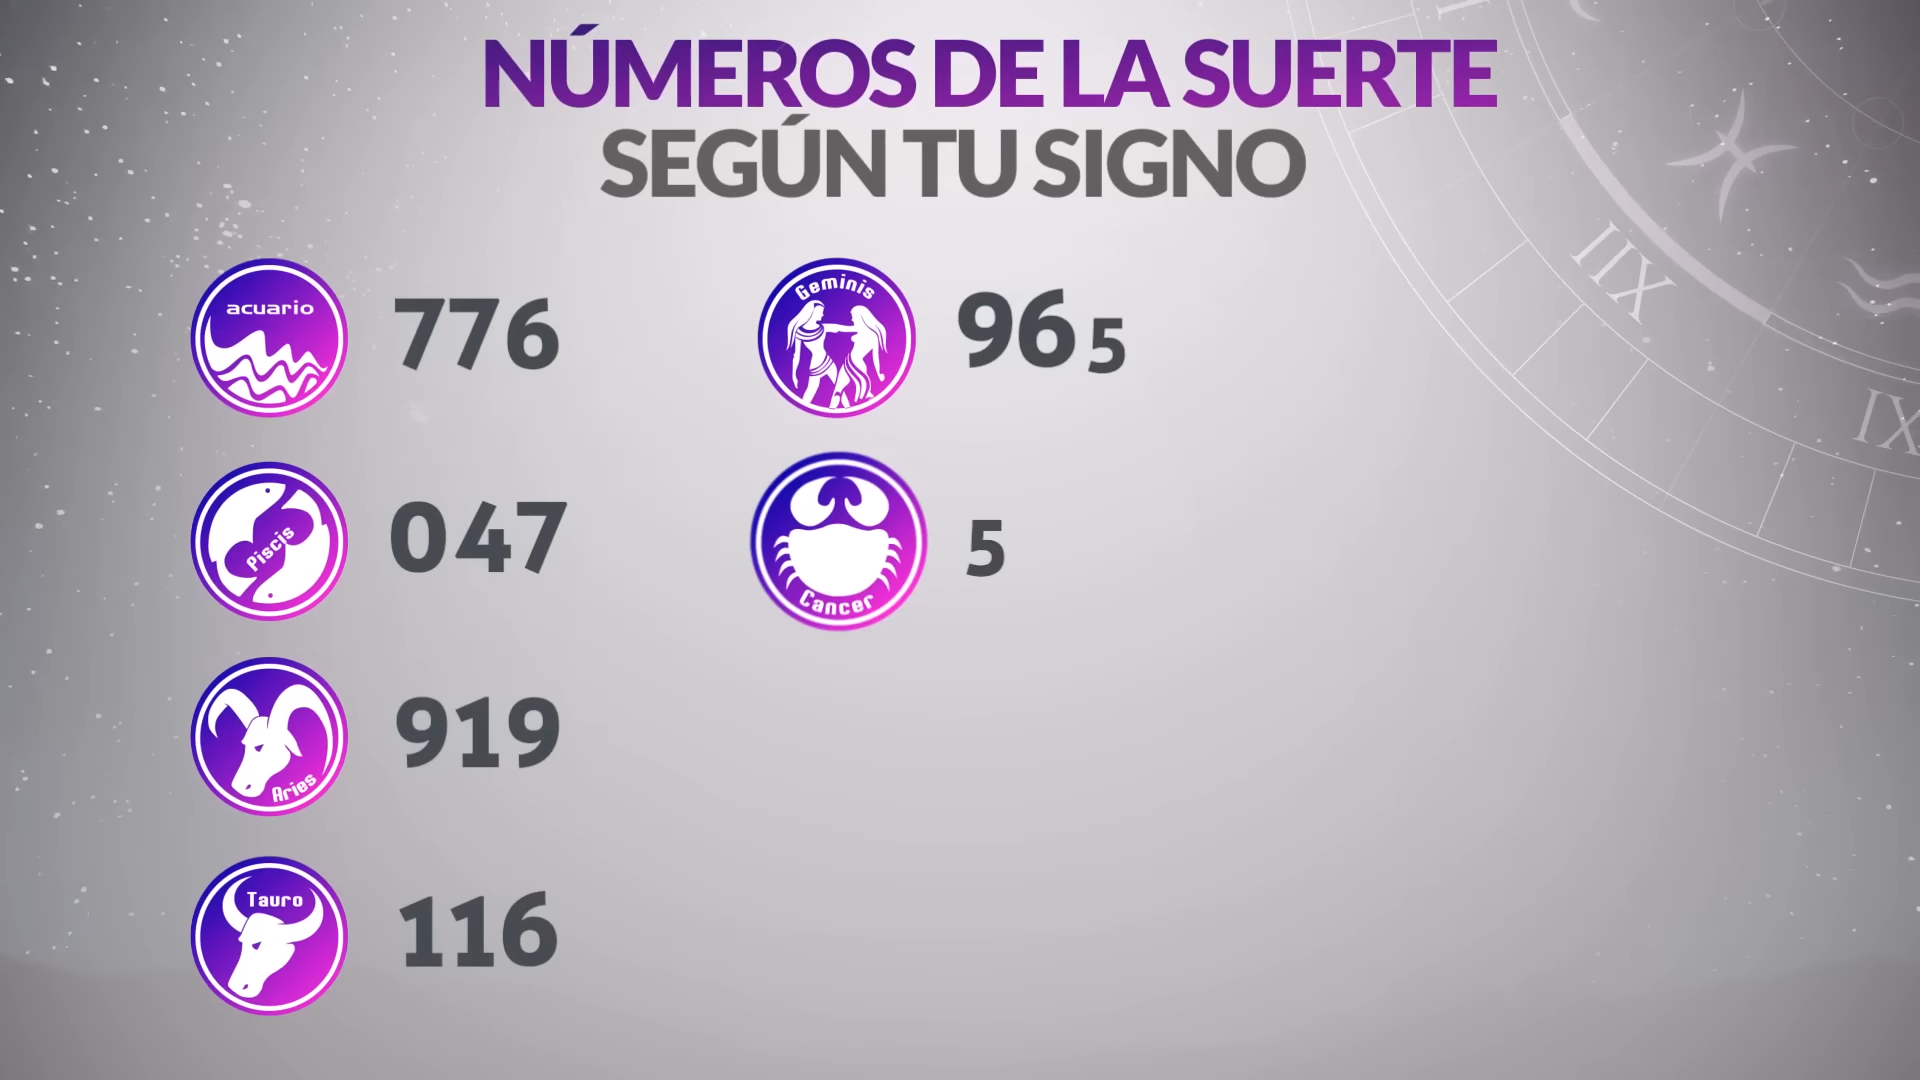 NÚMEROS DE LA SUERTE
SEGÚN TU SIGNO
acuario
776
Piscis
047
Aries
919
Tauro
116
Geminis
965
Cancer
5
IIX
IX